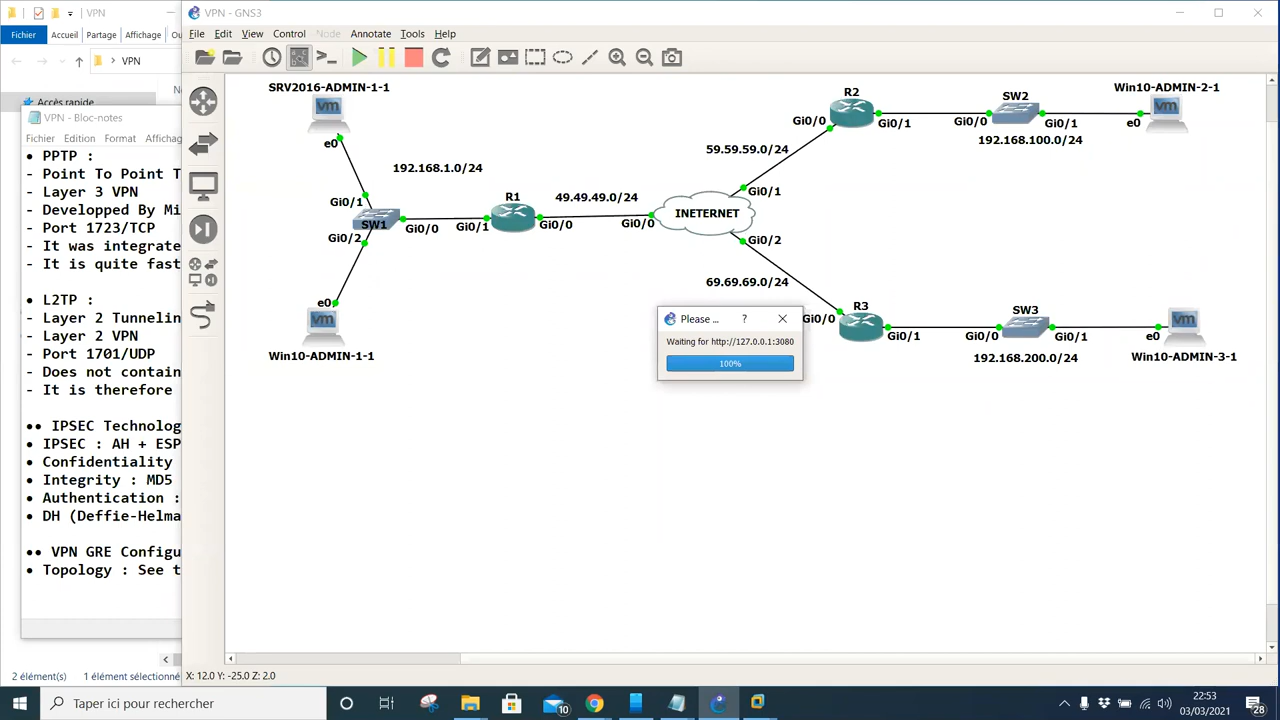 VPN
Fichier
Accueil
Partage
Affichage
VPN
Accès rapide
2 élément(s)
1 élément sélectionné
VPN - Bloc-notes
Fichier
Edition
Format
Affichage
• PPTP :
- Point To Point T
- Layer 3 VPN
- Developped By Mi
- Port 1723/TCP
- It was integrate
- It is quite fast
• L2TP :
- Layer 2 Tunnelin
- Layer 2 VPN
- Port 1701/UDP
- Does not contain
- It is therefore
•• IPSEC Technolog
• IPSEC : AH + ESP
• Confidentiality
• Integrity : MD5
• Authentication :
• DH (Deffie-Helma
•• VPN GRE Configu
• Topology : See t
VPN - GNS3
File
Edit
View
Control
Node
Annotate
Tools
Help
SRV2016-ADMIN-1-1
vm
e0
192.168.1.0/24
Gi0/1
SW1
Gi0/0
Gi0/2
e0
vm
Win10-ADMIN-1-1
R1
Gi0/1
Gi0/0
49.49.49.0/24
Gi0/0
INETERNET
59.59.59.0/24
Gi0/1
Gi0/2
69.69.69.0/24
R2
Gi0/0
Gi0/1
SW2
Gi0/0
Gi0/1
192.168.100.0/24
Win10-ADMIN-2-1
vm
e0
R3
Gi0/0
Gi0/1
SW3
Gi0/0
Gi0/1
192.168.200.0/24
vm
e0
Win10-ADMIN-3-1
Please ...
?
Waiting for http://127.0.0.1:3080
100%
X: 12.0 Y: -25.0 Z: 2.0
Taper ici pour rechercher
10
22:53
03/03/2021
28